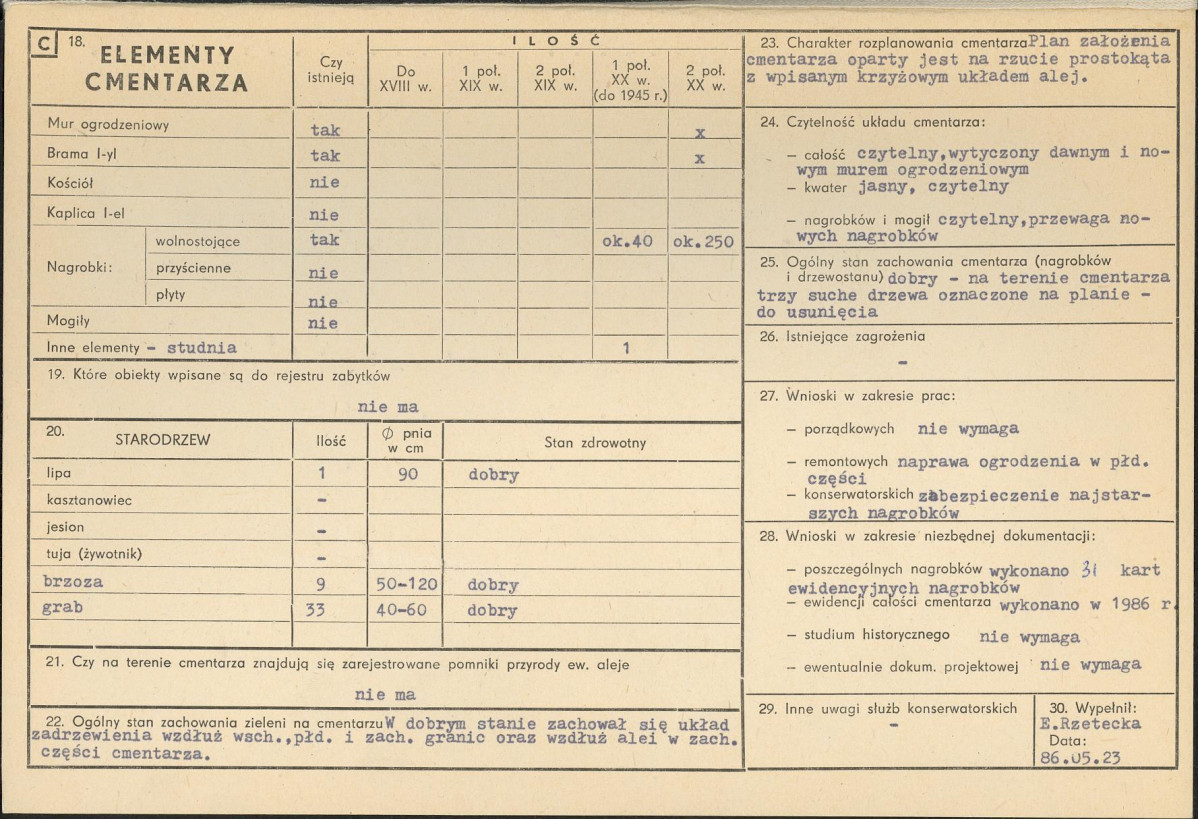 C 18. ELEMENTY CMENTARZA
Czy istnieją
ILOŚĆ
Do XVIII w.
1 poł. XIX w.
2 poł. XIX w.
1 poł. XX w. (do 1945 r.)
2 poł. XX w.
Mur ogrodzeniowy tak x
Brama I-yl tak x
Kościół nie
Kaplica I-el nie
Nagrobki:
wolnostojące tak ok.40 ok.250
przyścienne nie
płyty nie
Mogiły nie
Inne elementy - studnia 1
19. Które obiekty wpisane są do rejestru zabytków
nie ma
20. STARODRZEW Ilość Ø pnia w cm Stan zdrowotny
lipa 1 90 dobry
kasztanowiec -
jesion -
tuja (żywotnik) -
brzoza 9 50-120 dobry
grab 33 40-60 dobry
21. Czy na terenie cmentarza znajdują się zarejestrowane pomniki przyrody ew. aleje
nie ma
22. Ogólny stan zachowania zieleni na cmentarzu W dobrym stanie zachował się układ
zadrzewienia wzdłuż wsch.,płd. i zach. granic oraz wzdłuż alei w zach.
części cmentarza.
23. Charakter rozplanowania cmentarza Plan założenia
cmentarza oparty jest na rzucie prostokąta
z wpisanym krzyżowym układem alej.
24. Czytelność układu cmentarza:
— całość czytelny,wytyczony dawnym i no-
wym murem ogrodzeniowym
— kwater jasny, czytelny
— nagrobków i mogił czytelny,przewaga no-
wych nagrobków
25. Ogólny stan zachowania cmentarza (nagrobków
i drzewostanu) dobry - na terenie cmentarza
trzy suche drzewa oznaczone na planie -
do usunięcia
26. Istniejące zagrożenia
-
27. Wnioski w zakresie prac:
— porządkowych nie wymaga
— remontowych naprawa ogrodzenia w płd.
części
— konserwatorskich zabezpieczenie najstar-
szych nagrobków
28. Wnioski w zakresie niezbędnej dokumentacji:
— poszczególnych nagrobków wykonano 31 kart
ewidencyjnych nagrobków
— ewidencji całości cmentarza wykonano w 1986 r.
— studium historycznego nie wymaga
— ewentualnie dokum. projektowej nie wymaga
29. Inne uwagi służb konserwatorskich
-
30. Wypełnił:
E.Rzetecka
Data:
86.05.23